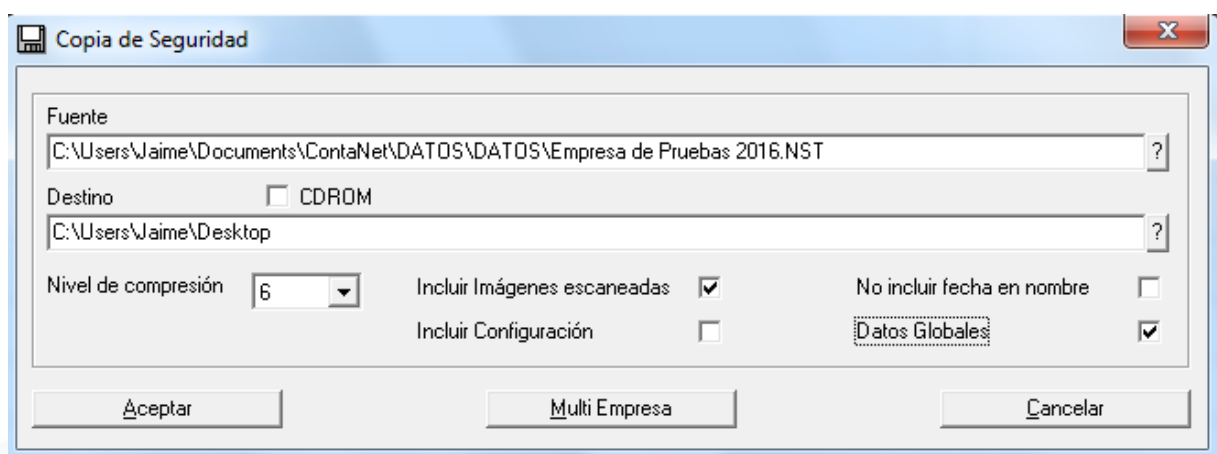 Copia de Seguridad
Fuente
C:\Users\Jaime\Documents\ContaNet\DATOS\DATOS\Empresa de Pruebas 2016.NST
?
Destino CDROM
C:\Users\Jaime\Desktop
?
Nivel de compresión 6 Incluir Imágenes escaneadas No incluir fecha en nombre
Incluir Configuración Datos Globales
Aceptar Multi Empresa Cancelar